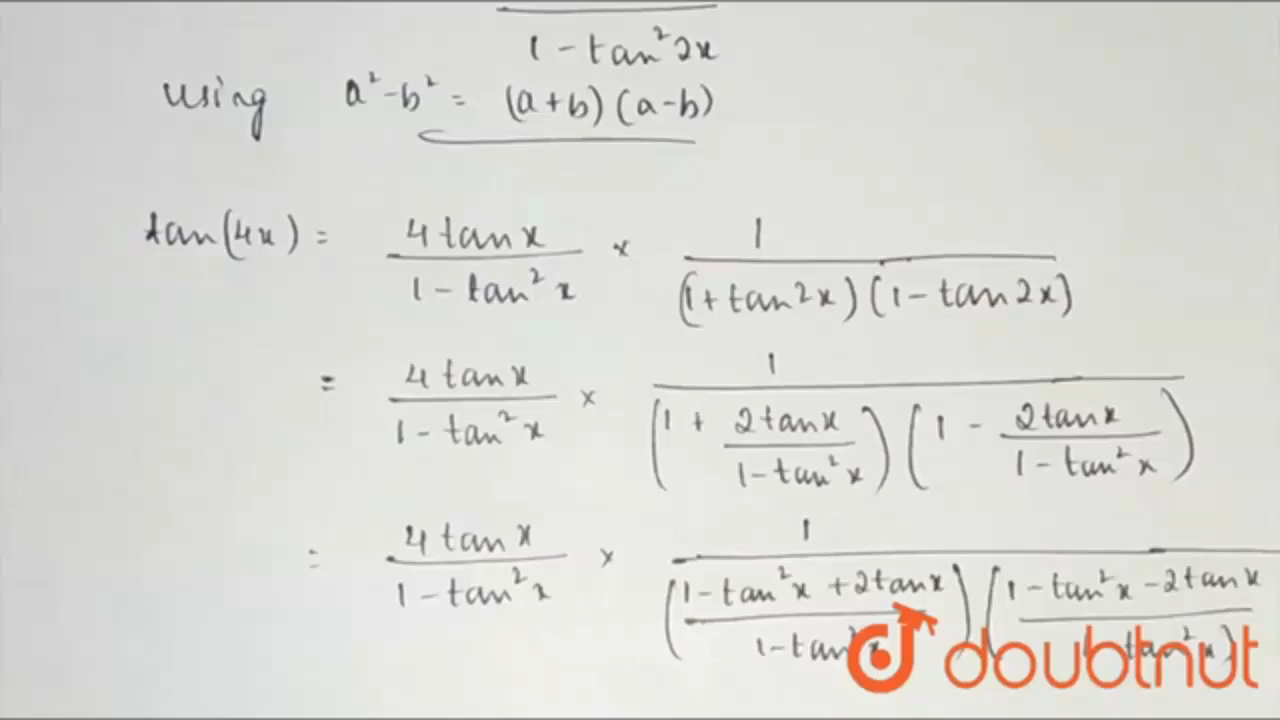 1 - tan²2x
using a² - b² = (a+b)(a-b)
tan(4x) = 4tanx / 1 - tan²x × 1 / (1+tan2x)(1-tan2x)
= 4tanx / 1 - tan²x × 1 / (1 + 2tanx / 1-tan²x)(1 - 2tanx / 1-tan²x)
= 4tanx / 1 - tan²x × 1 / (1-tan²x+2tanx / 1-tan²x)(1-tan²x-2tanx / 1-tan²x)
doubtnut